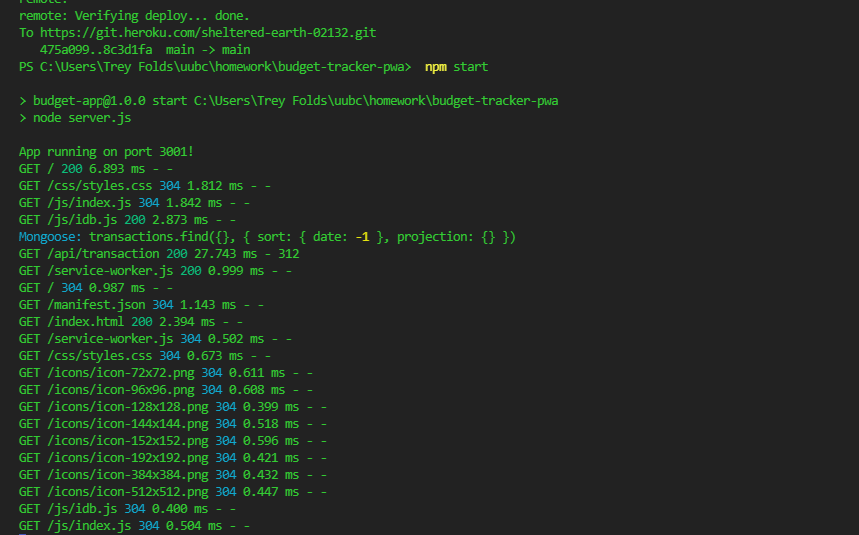 remote:
remote: Verifying deploy... done.
To https://git.heroku.com/sheltered-earth-02132.git
475a099..8c3d1fa  main -> main
PS C:\Users\Trey Folds\uubc\homework\budget-tracker-pwa>  npm start
> budget-app@1.0.0 start C:\Users\Trey Folds\uubc\homework\budget-tracker-pwa
> node server.js
App running on port 3001!
GET / 200 6.893 ms - -
GET /css/styles.css 304 1.812 ms - -
GET /js/index.js 304 1.842 ms - -
GET /js/idb.js 200 2.873 ms - -
Mongoose: transactions.find({}, { sort: { date: -1 }, projection: {} })
GET /api/transaction 200 27.743 ms - 312
GET /service-worker.js 200 0.999 ms - -
GET / 304 0.987 ms - -
GET /manifest.json 304 1.143 ms - -
GET /index.html 200 2.394 ms - -
GET /service-worker.js 304 0.502 ms - -
GET /css/styles.css 304 0.673 ms - -
GET /icons/icon-72x72.png 304 0.611 ms - -
GET /icons/icon-96x96.png 304 0.608 ms - -
GET /icons/icon-128x128.png 304 0.399 ms - -
GET /icons/icon-144x144.png 304 0.518 ms - -
GET /icons/icon-152x152.png 304 0.596 ms - -
GET /icons/icon-192x192.png 304 0.421 ms - -
GET /icons/icon-384x384.png 304 0.432 ms - -
GET /icons/icon-512x512.png 304 0.447 ms - -
GET /js/idb.js 304 0.400 ms - -
GET /js/index.js 304 0.504 ms - -